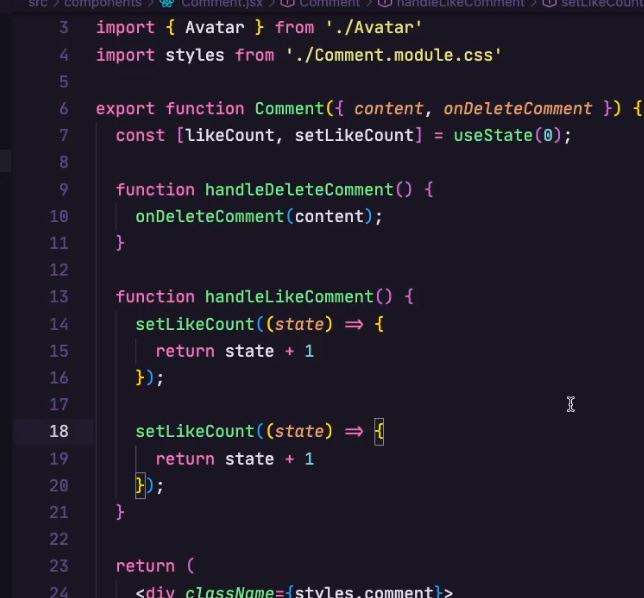 src > components > Comment.jsx > Comment > handleLikeComment > setLikeCount
3 import { Avatar } from './Avatar'
4 import styles from './Comment.module.css'
5
6 export function Comment({ content, onDeleteComment }) {
7 const [likeCount, setLikeCount] = useState(0);
8
9 function handleDeleteComment() {
10 onDeleteComment(content);
11 }
12
13 function handleLikeComment() {
14 setLikeCount((state) => {
15 return state + 1
16 });
17
18 setLikeCount((state) => {
19 return state + 1
20 });
21 }
22
23 return (
24 <div className={styles.comment}>